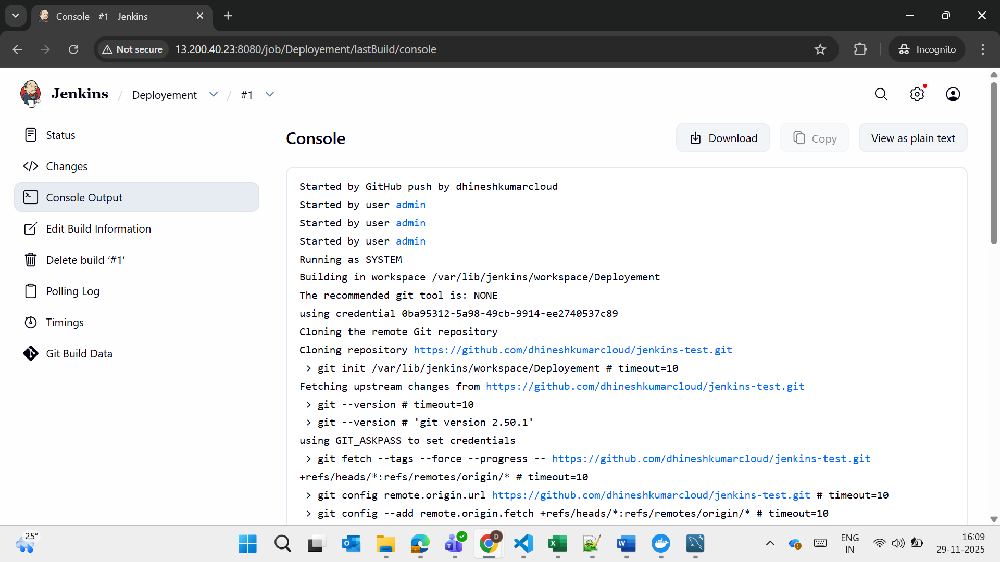 Console - #1 - Jenkins
Not secure
13.200.40.23:8080/job/Deployement/lastBuild/console
Incognito
Jenkins / Deployement / #1
Status
Changes
Console Output
Edit Build Information
Delete build ‘#1’
Polling Log
Timings
Git Build Data
Console
Download
Copy
View as plain text
Started by GitHub push by dhineshkumarcloud
Started by user admin
Started by user admin
Started by user admin
Running as SYSTEM
Building in workspace /var/lib/jenkins/workspace/Deployement
The recommended git tool is: NONE
using credential 0ba95312-5a98-49cb-9914-ee2740537c89
Cloning the remote Git repository
Cloning repository https://github.com/dhineshkumarcloud/jenkins-test.git
 > git init /var/lib/jenkins/workspace/Deployement # timeout=10
Fetching upstream changes from https://github.com/dhineshkumarcloud/jenkins-test.git
 > git --version # timeout=10
 > git --version # 'git version 2.50.1'
using GIT_ASKPASS to set credentials
 > git fetch --tags --force --progress -- https://github.com/dhineshkumarcloud/jenkins-test.git
+refs/heads/*:refs/remotes/origin/* # timeout=10
 > git config remote.origin.url https://github.com/dhineshkumarcloud/jenkins-test.git # timeout=10
 > git config --add remote.origin.fetch +refs/heads/*:refs/remotes/origin/* # timeout=10
25°
D
ENG
IN
16:09
29-11-2025